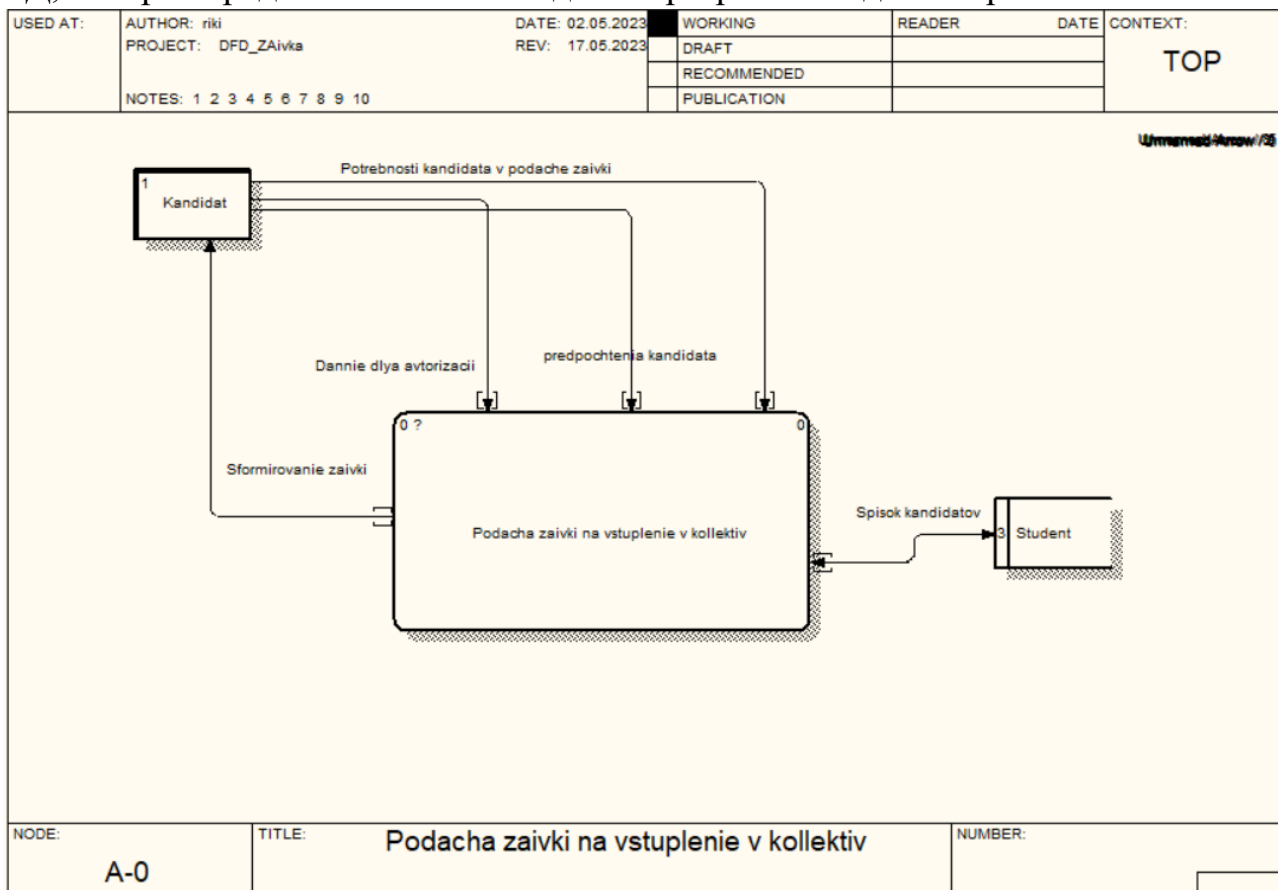 USED AT: AUTHOR: riki DATE: 02.05.2023 WORKING READER DATE CONTEXT:
PROJECT: DFD_ZAivka REV: 17.05.2023 DRAFT
TOP
RECOMMENDED
NOTES: 1 2 3 4 5 6 7 8 9 10 PUBLICATION
Potrebnosti kandidata v podache zaivki
1
Kandidat
Dannie dlya avtorizacii
predpochtenia kandidata
0 ? 0
Sformirovanie zaivki
Spisok kandidatov
Podacha zaivki na vstuplenie v kollektiv
3 Student
NODE: TITLE: Podacha zaivki na vstuplenie v kollektiv NUMBER:
A-0